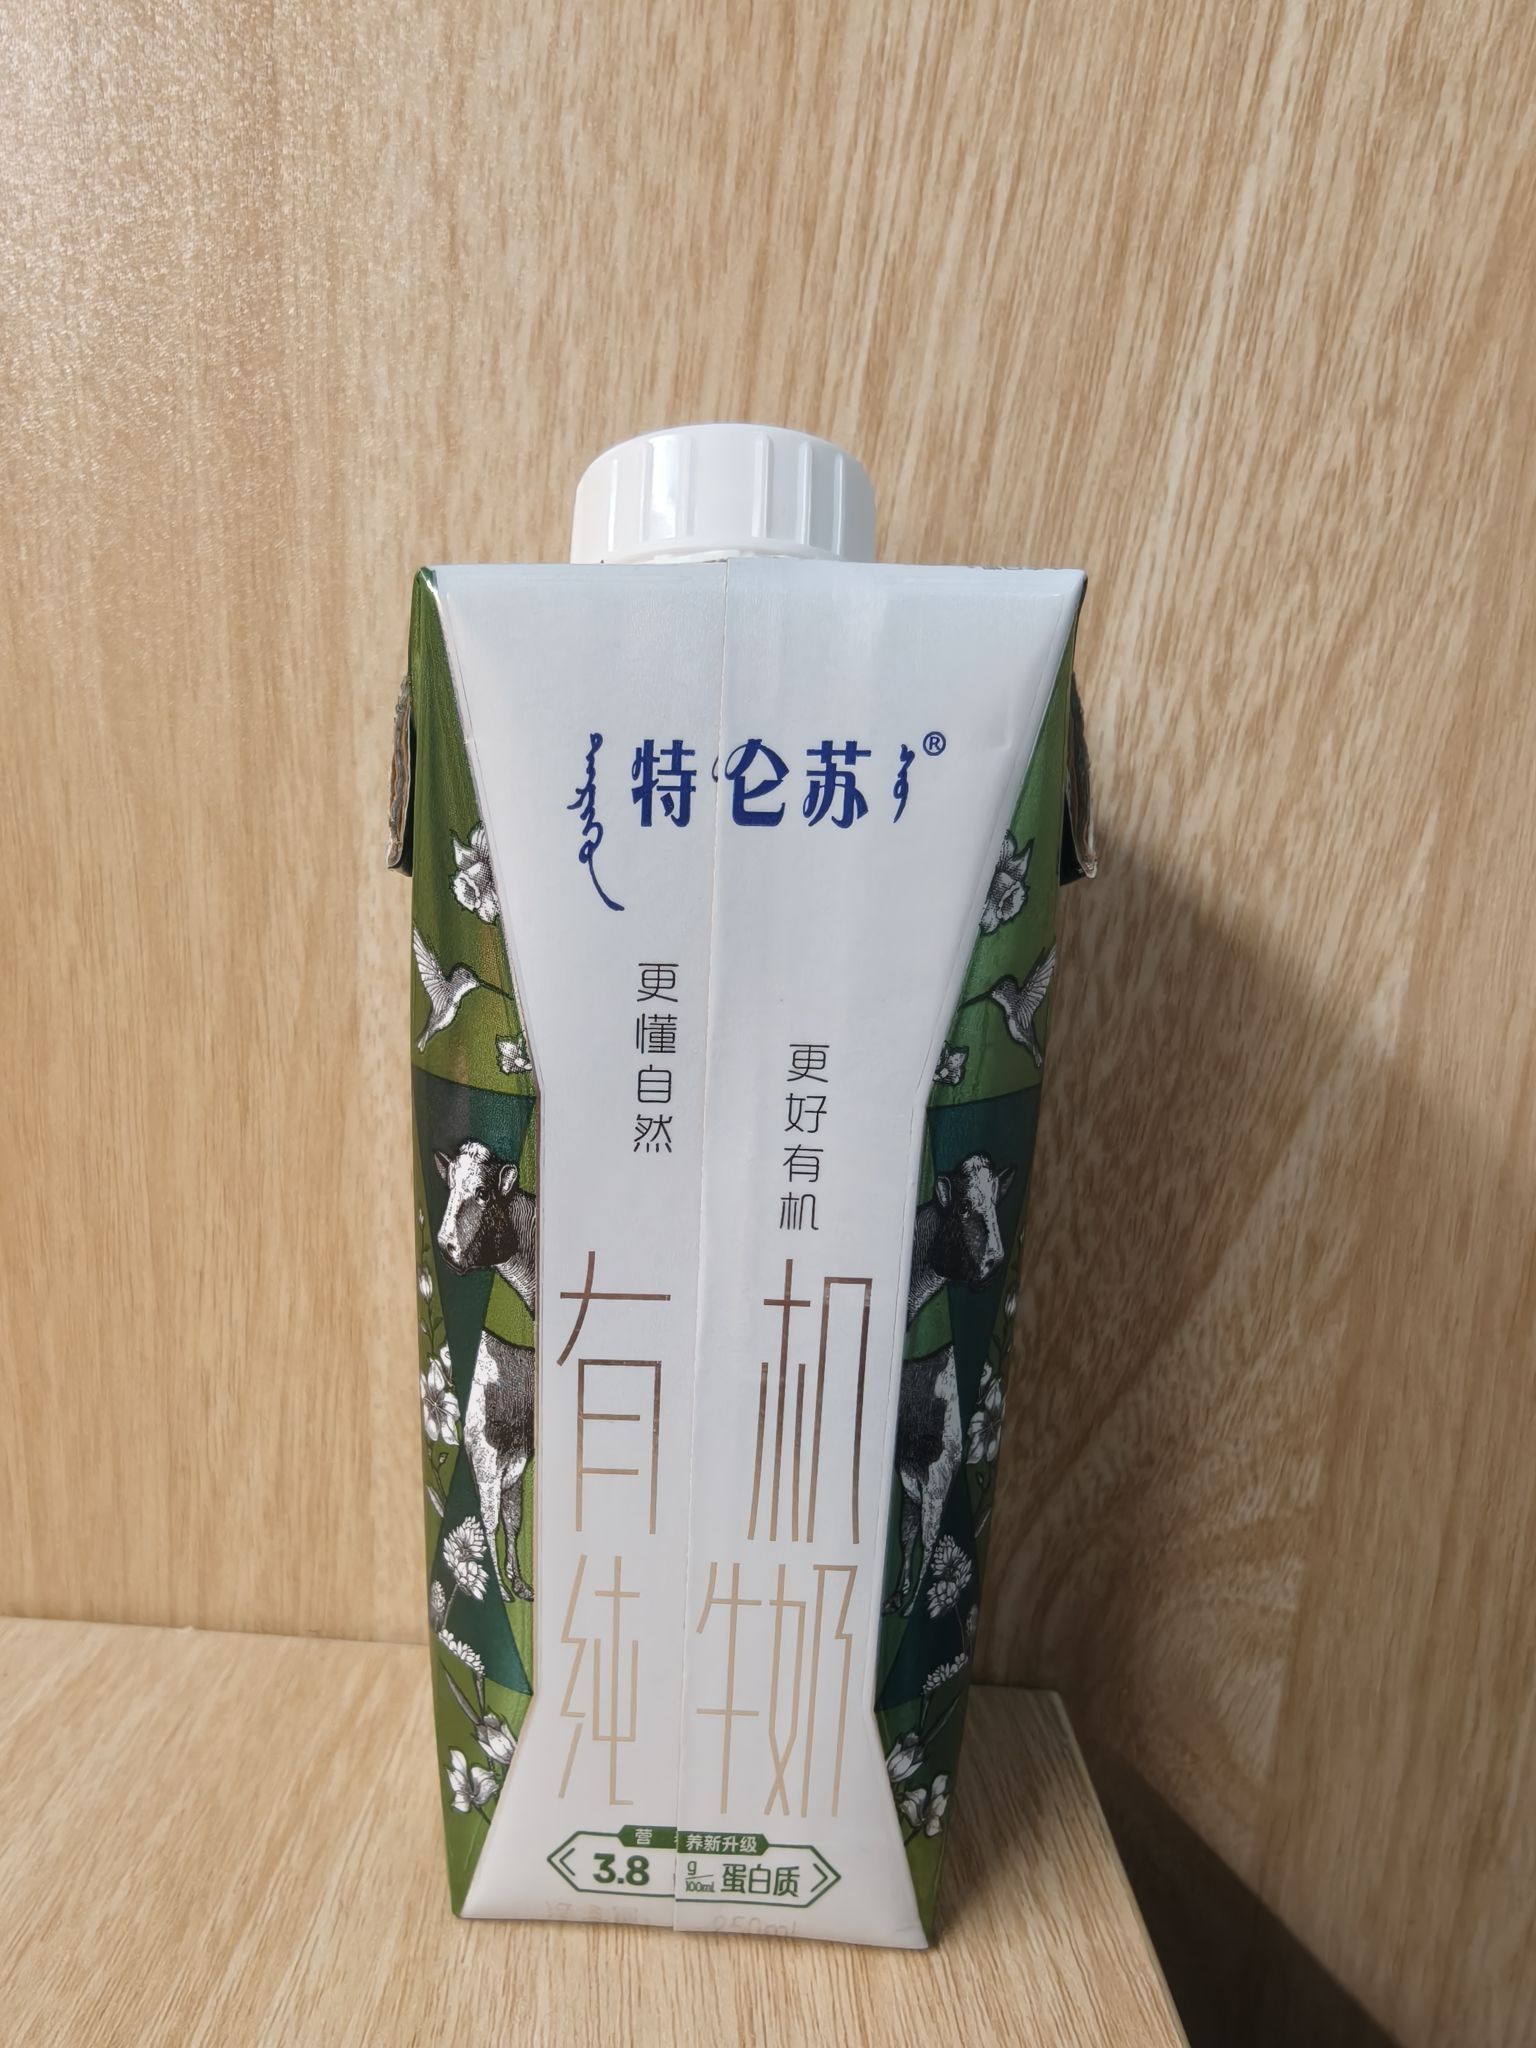 特仑苏®
更懂自然
更好有机
有机
纯牛奶
营养新升级
3.8 g/100mL 蛋白质
250ml